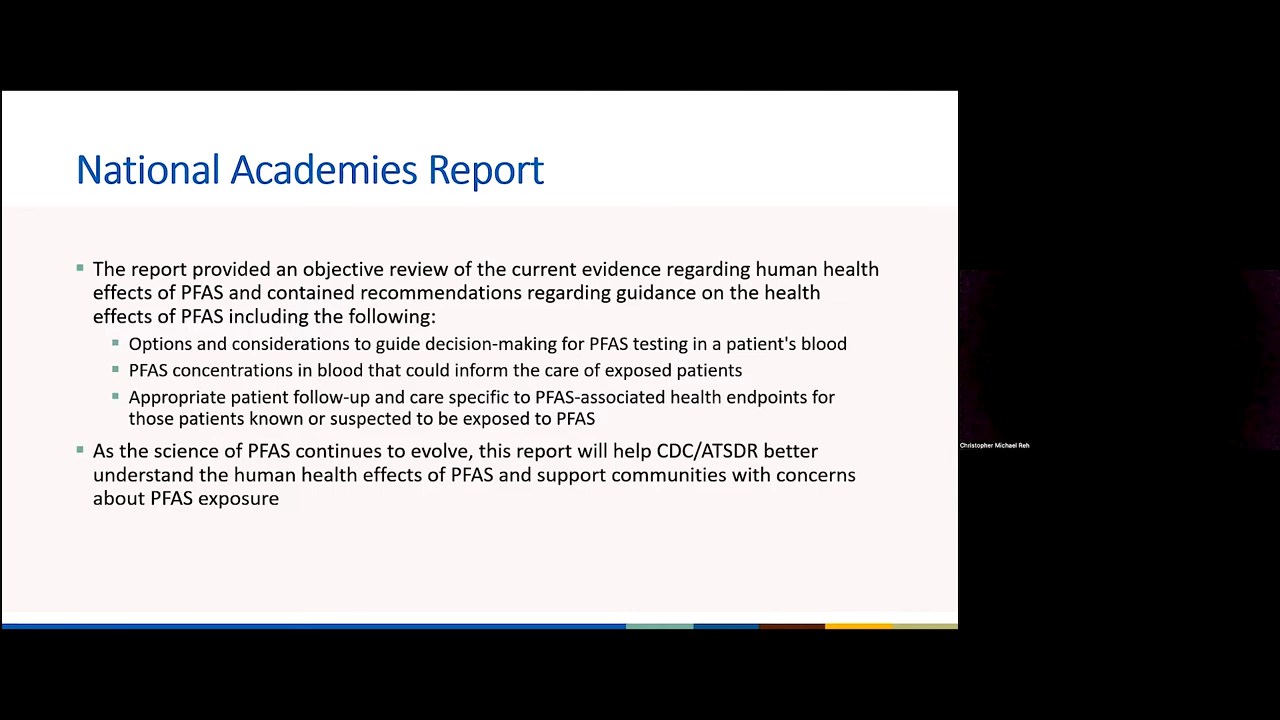 National Academies Report
The report provided an objective review of the current evidence regarding human health
effects of PFAS and contained recommendations regarding guidance on the health
effects of PFAS including the following:
Options and considerations to guide decision-making for PFAS testing in a patient's blood
PFAS concentrations in blood that could inform the care of exposed patients
Appropriate patient follow-up and care specific to PFAS-associated health endpoints for
those patients known or suspected to be exposed to PFAS
As the science of PFAS continues to evolve, this report will help CDC/ATSDR better
understand the human health effects of PFAS and support communities with concerns
about PFAS exposure
Christopher Michael Reh